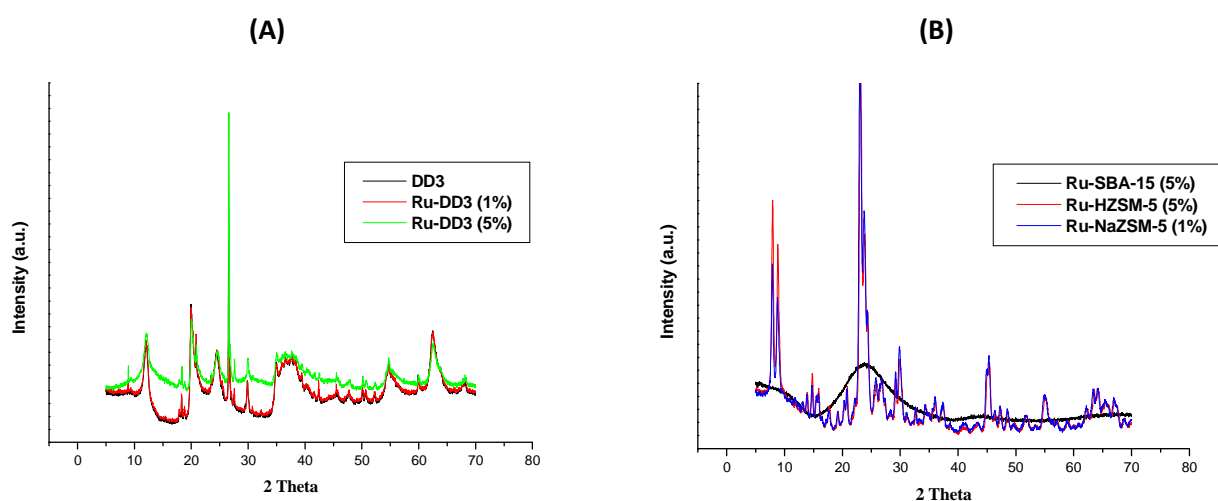 (A)
Intensity (a.u.)
DD3
Ru-DD3 (1%)
Ru-DD3 (5%)
0 10 20 30 40 50 60 70 80
2 Theta
(B)
Intensity (a.u.)
Ru-SBA-15 (5%)
Ru-HZSM-5 (5%)
Ru-NaZSM-5 (1%)
0 10 20 30 40 50 60 70 80
2 Theta